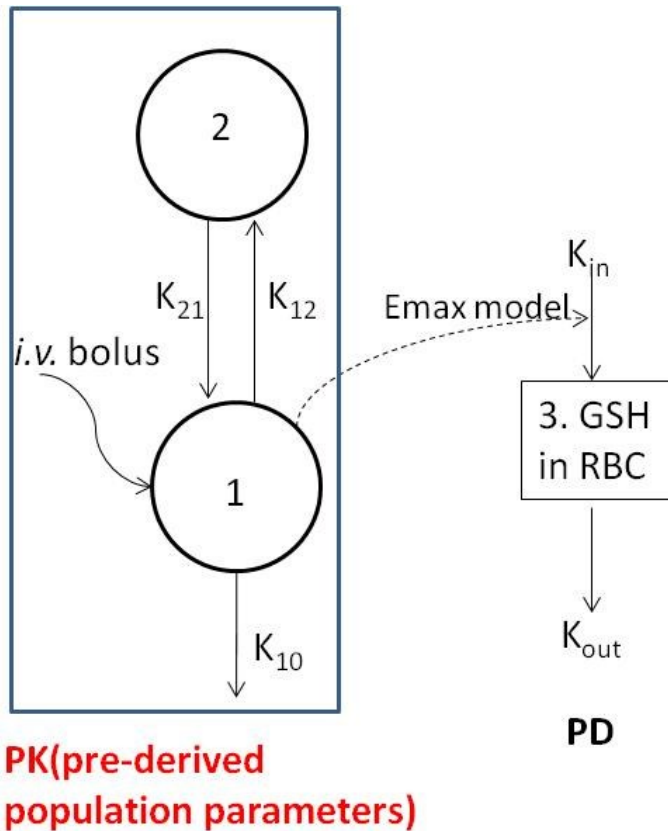 2
K21
K12
i.v. bolus
1
K10
Emax model
Kin
3. GSH
in RBC
Kout
PD
PK(pre-derived
population parameters)